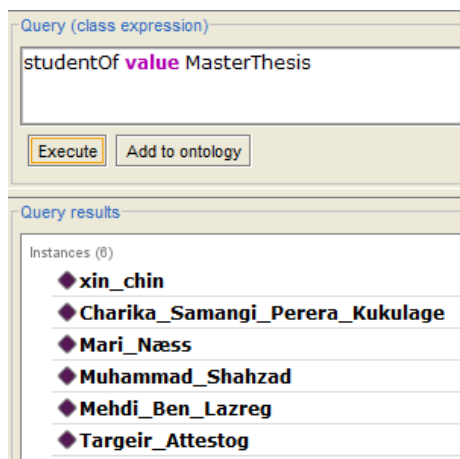 Query (class expression)
studentOf value MasterThesis
Execute Add to ontology
Query results
Instances (6)
xin_chin
Charika_Samangi_Perera_Kukulage
Mari_Næss
Muhammad_Shahzad
Mehdi_Ben_Lazreg
Targeir_Attestog